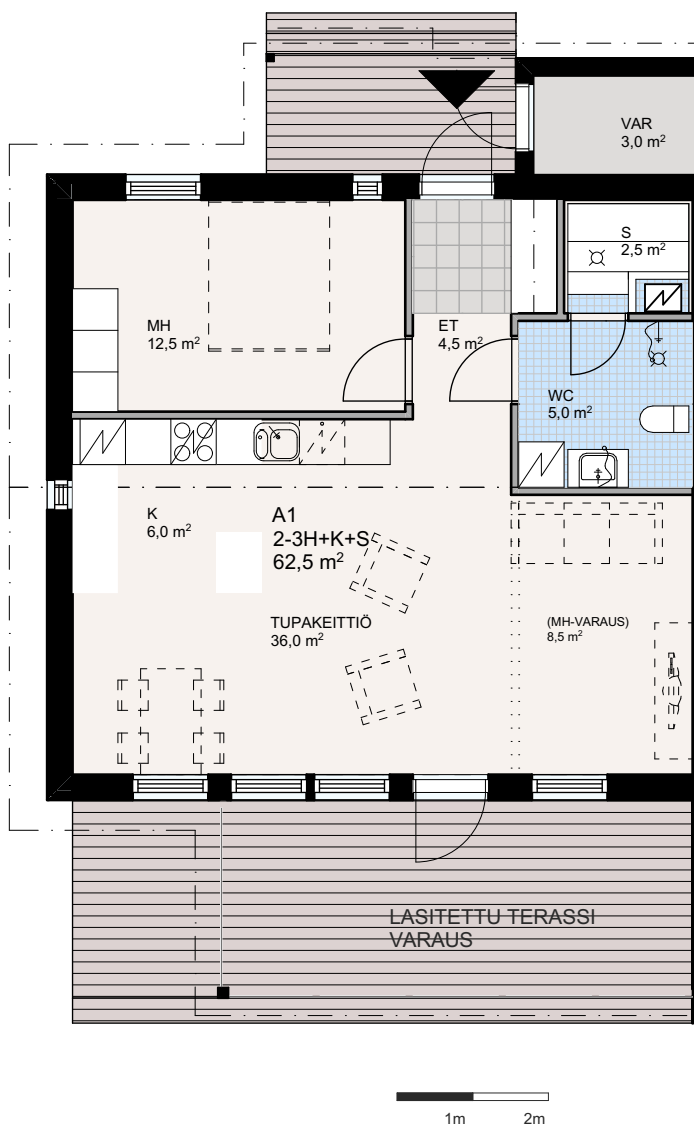 VAR
3,0 m²
S
2,5 m²
MH
12,5 m²
ET
4,5 m²
WC
5,0 m²
K
6,0 m²
A1
2-3H+K+S
62,5 m²
TUPAKEITTIÖ
36,0 m²
(MH-VARAUS)
8,5 m²
LASITETTU TERASSI
VARAUS
1m 2m